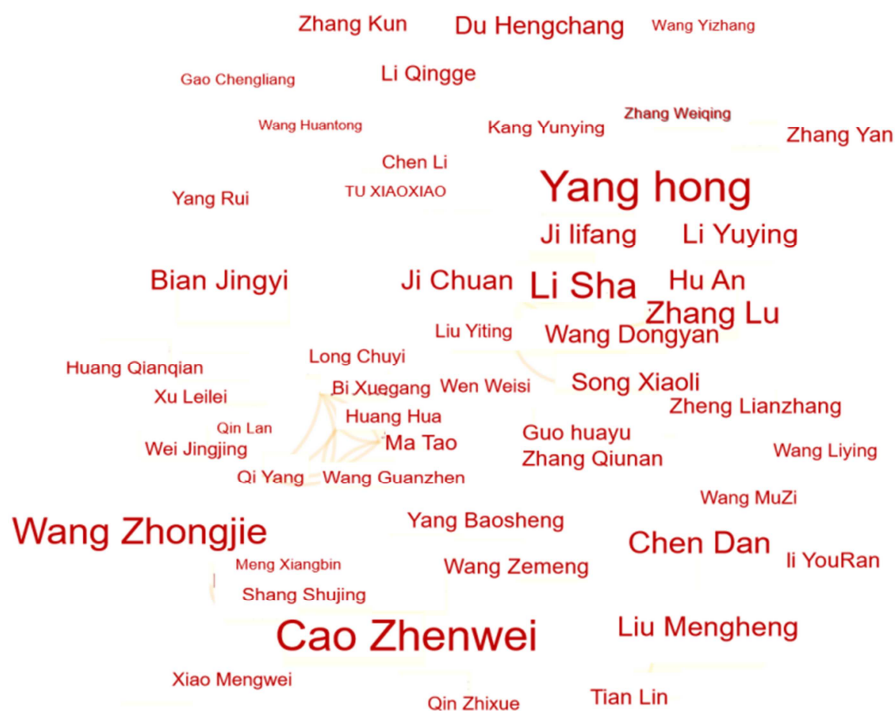 Zhang Kun
Du Hengchang
Wang Yizhang
Gao Chengliang
Li Qingge
Wang Huantong
Kang Yunying
Zhang Weiqing
Zhang Yan
Chen Li
Yang Rui
TU XIAOXIAO
Yang hong
Ji lifang
Li Yuying
Bian Jingyi
Ji Chuan
Li Sha
Hu An
Zhang Lu
Liu Yiting
Wang Dongyan
Long Chuyi
Huang Qianqian
Bi Xuegang
Wen Weisi
Song Xiaoli
Xu Leilei
Huang Hua
Zheng Lianzhang
Qin Lan
Wei Jingjing
Ma Tao
Guo huayu
Zhang Qiunan
Wang Liying
Qi Yang
Wang Guanzhen
Wang MuZi
Wang Zhongjie
Yang Baosheng
Chen Dan
li YouRan
Meng Xiangbin
Wang Zemeng
Shang Shujing
Cao Zhenwei
Liu Mengheng
Xiao Mengwei
Qin Zhixue
Tian Lin